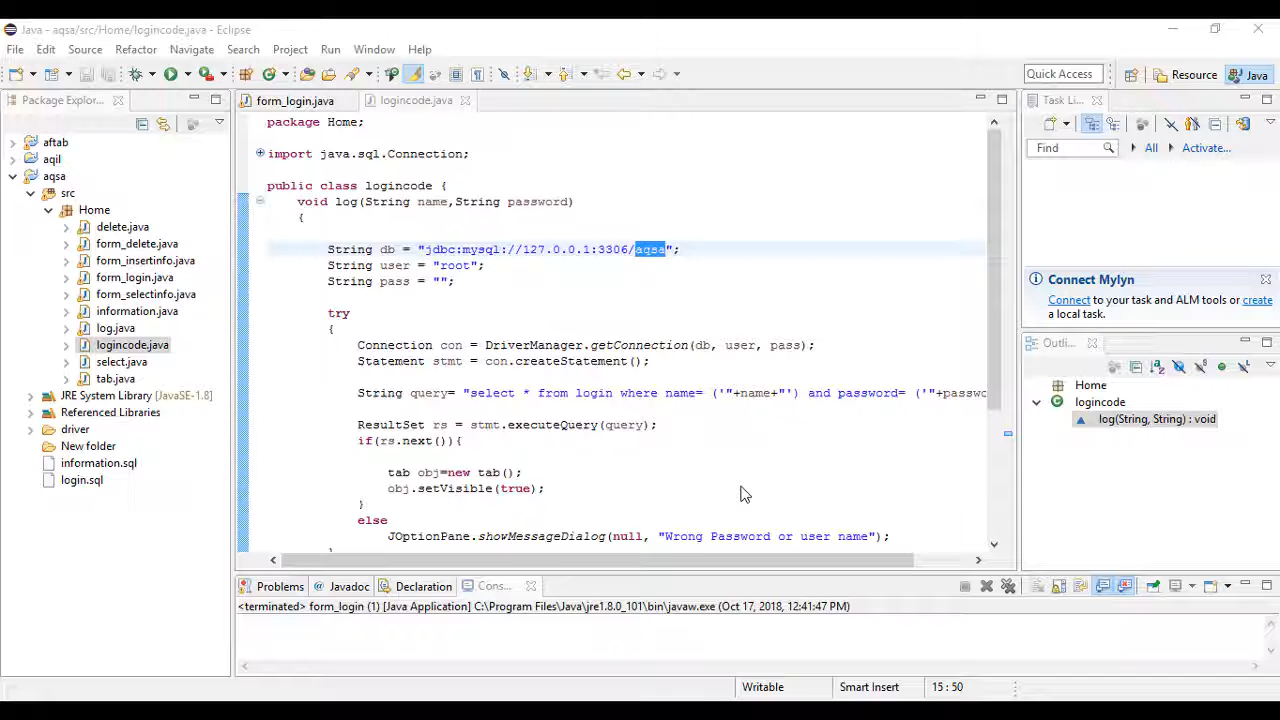 Java - aqsa/src/Home/logincode.java - Eclipse
File Edit Source Refactor Navigate Search Project Run Window Help
Quick Access Resource Java
Package Explor...
form_login.java logincode.java
Task Li...
Find All Activate...
aftab
aqil
aqsa
src
Home
delete.java
form_delete.java
form_insertinfo.java
form_login.java
form_selectinfo.java
information.java
log.java
logincode.java
select.java
tab.java
JRE System Library [JavaSE-1.8]
Referenced Libraries
driver
New folder
information.sql
login.sql
package Home;
import java.sql.Connection;
public class logincode {
void log(String name,String password)
{
String db = "jdbc:mysql://127.0.0.1:3306/aqsa";
String user = "root";
String pass = "";
try
{
Connection con = DriverManager.getConnection(db, user, pass);
Statement stmt = con.createStatement();
String query= "select * from login where name= ('"+name+"') and password= ('"+passwo
ResultSet rs = stmt.executeQuery(query);
if(rs.next()){
tab obj=new tab();
obj.setVisible(true);
}
else
JOptionPane.showMessageDialog(null, "Wrong Password or user name");
Connect Mylyn
Connect to your task and ALM tools or create
a local task.
Outli...
Home
logincode
log(String, String) : void
Problems Javadoc Declaration Cons...
<terminated> form_login (1) [Java Application] C:\Program Files\Java\jre1.8.0_101\bin\javaw.exe (Oct 17, 2018, 12:41:47 PM)
Writable Smart Insert 15 : 50